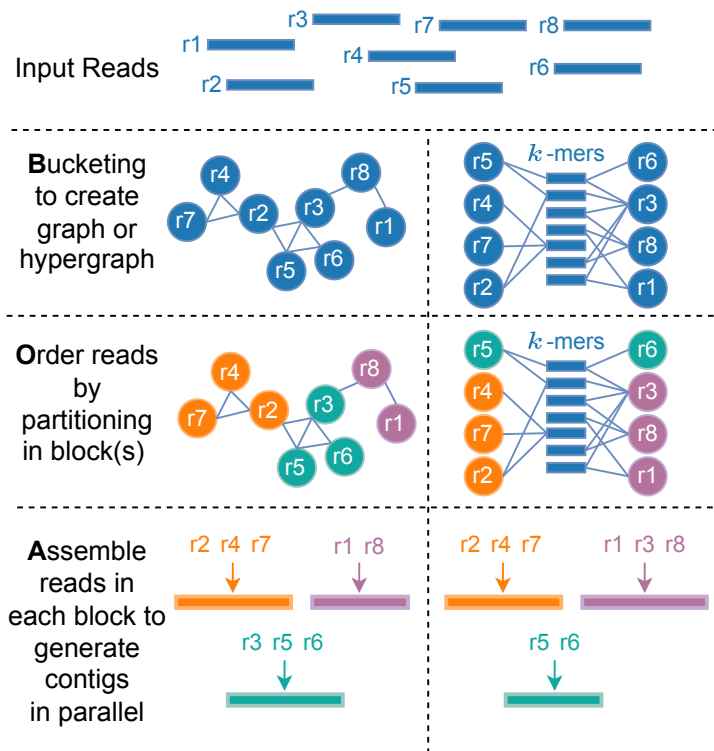 r3 r7 r8
r1
Input Reads
r4 r6
r2 r5
Bucketing
to create
graph or
hypergraph
r4 r8
r7 r2 r3 r1
r5 r6
k-mers
r5 r6
r4 r3
r7 r8
r2 r1
Order reads
by
partitioning
in block(s)
r4 r8
r7 r2 r3 r1
r5 r6
k-mers
r5 r6
r4 r3
r7 r8
r2 r1
Assemble
reads in
each block to
generate
contigs
in parallel
r2 r4 r7 r1 r8
r3 r5 r6
r2 r4 r7 r1 r3 r8
r5 r6